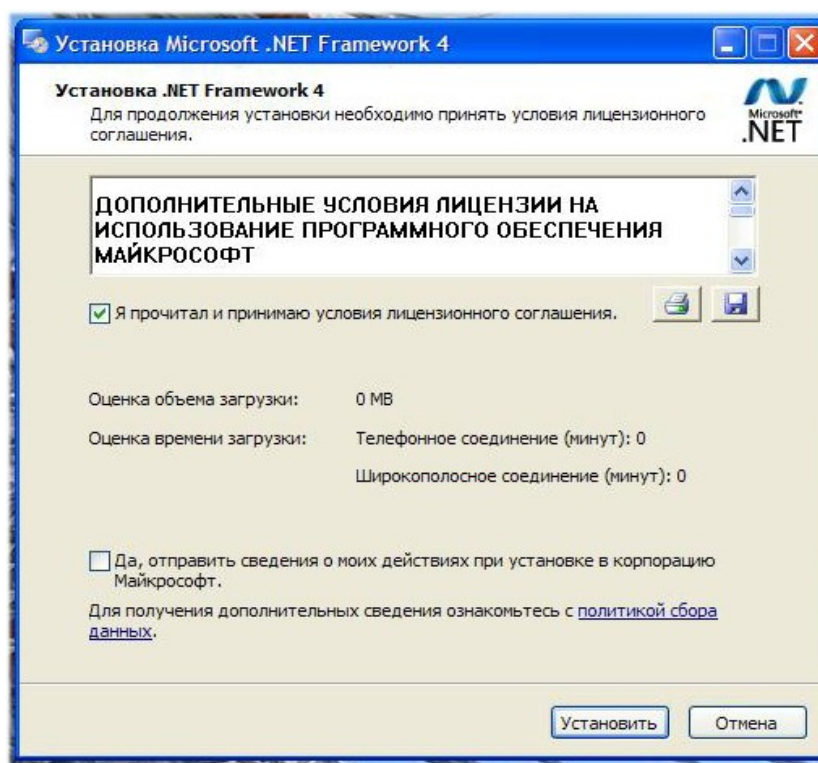 Установка Microsoft .NET Framework 4
Установка .NET Framework 4
Для продолжения установки необходимо принять условия лицензионного
соглашения.
Microsoft
.NET
ДОПОЛНИТЕЛЬНЫЕ УСЛОВИЯ ЛИЦЕНЗИИ НА
ИСПОЛЬЗОВАНИЕ ПРОГРАММНОГО ОБЕСПЕЧЕНИЯ
МАЙКРОСОФТ
Я прочитал и принимаю условия лицензионного соглашения.
Оценка объема загрузки: 0 MB
Оценка времени загрузки: Телефонное соединение (минут): 0
Широкополосное соединение (минут): 0
Да, отправить сведения о моих действиях при установке в корпорацию
Майкрософт.
Для получения дополнительных сведения ознакомьтесь с политикой сбора
данных.
Установить Отмена